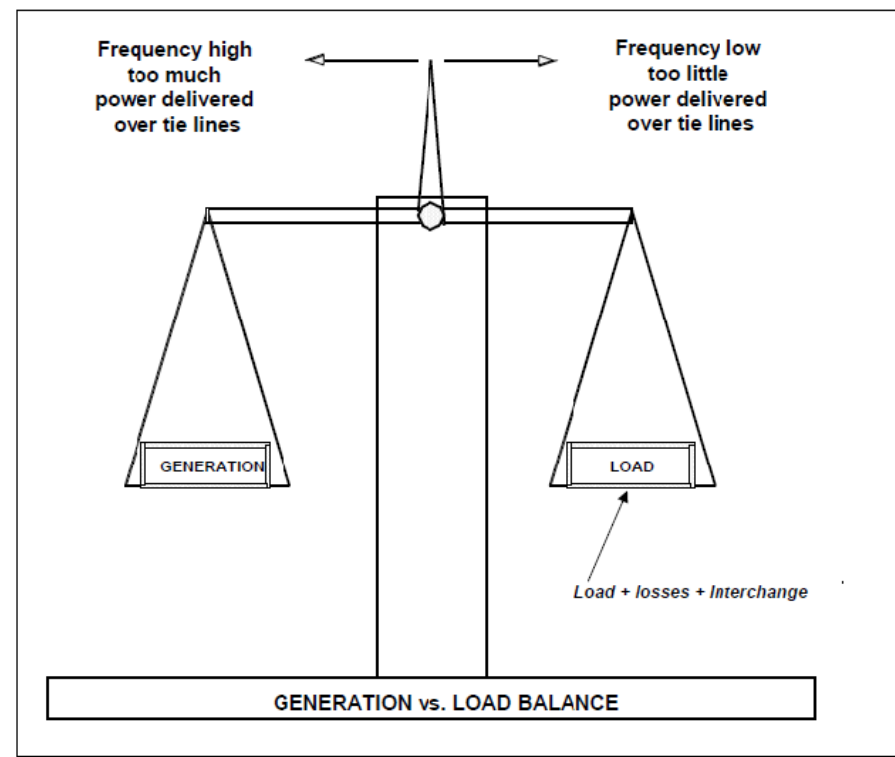 Frequency high
too much
power delivered
over tie lines
Frequency low
too little
power delivered
over tie lines
GENERATION
LOAD
Load + losses + Interchange
GENERATION vs. LOAD BALANCE